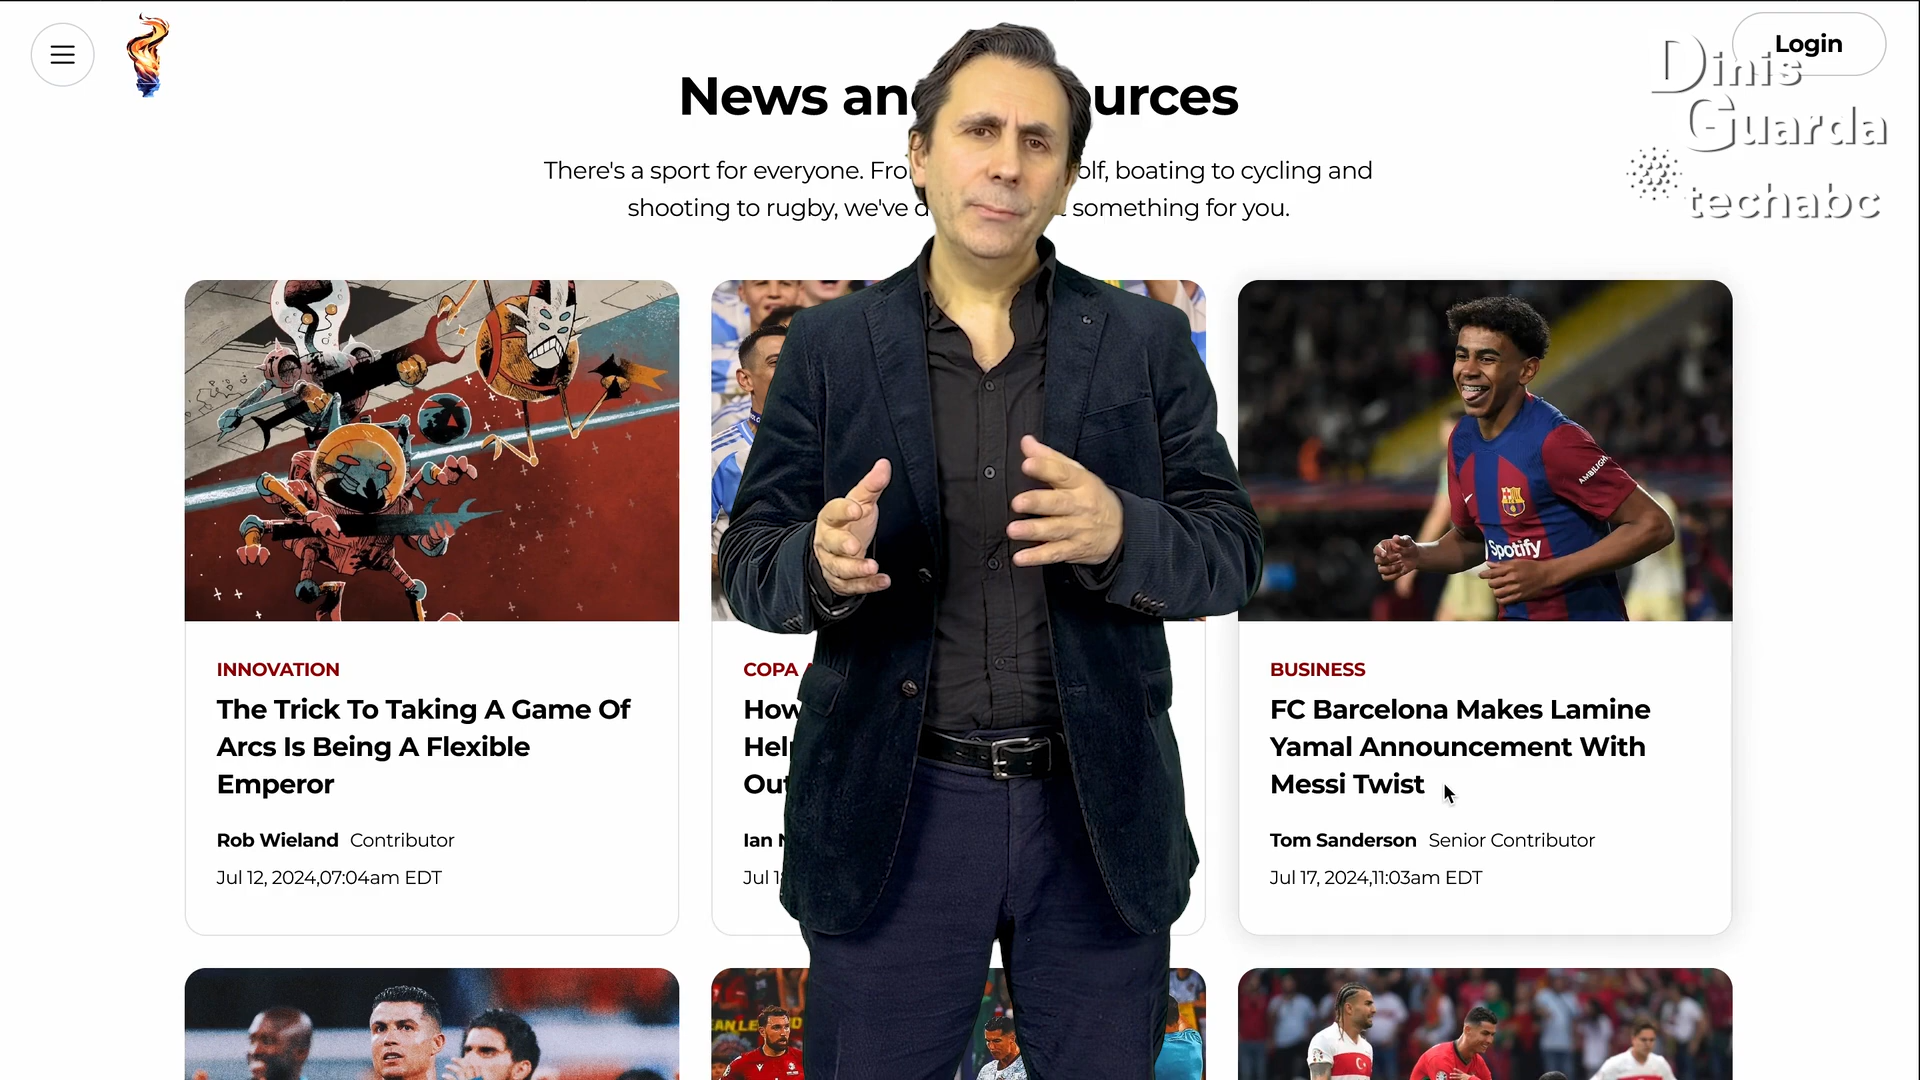 Login
Dinis
Guarda
techabc
News an urces
There's a sport for everyone. Fro olf, boating to cycling and
shooting to rugby, we've d something for you.
AMBILIGHT
Spotify
INNOVATION
The Trick To Taking A Game Of
Arcs Is Being A Flexible
Emperor
Rob Wieland Contributor
Jul 12, 2024,07:04am EDT
COPA
How
Help
Out
Ian
Jul 1
BUSINESS
FC Barcelona Makes Lamine
Yamal Announcement With
Messi Twist
Tom Sanderson Senior Contributor
Jul 17, 2024,11:03am EDT